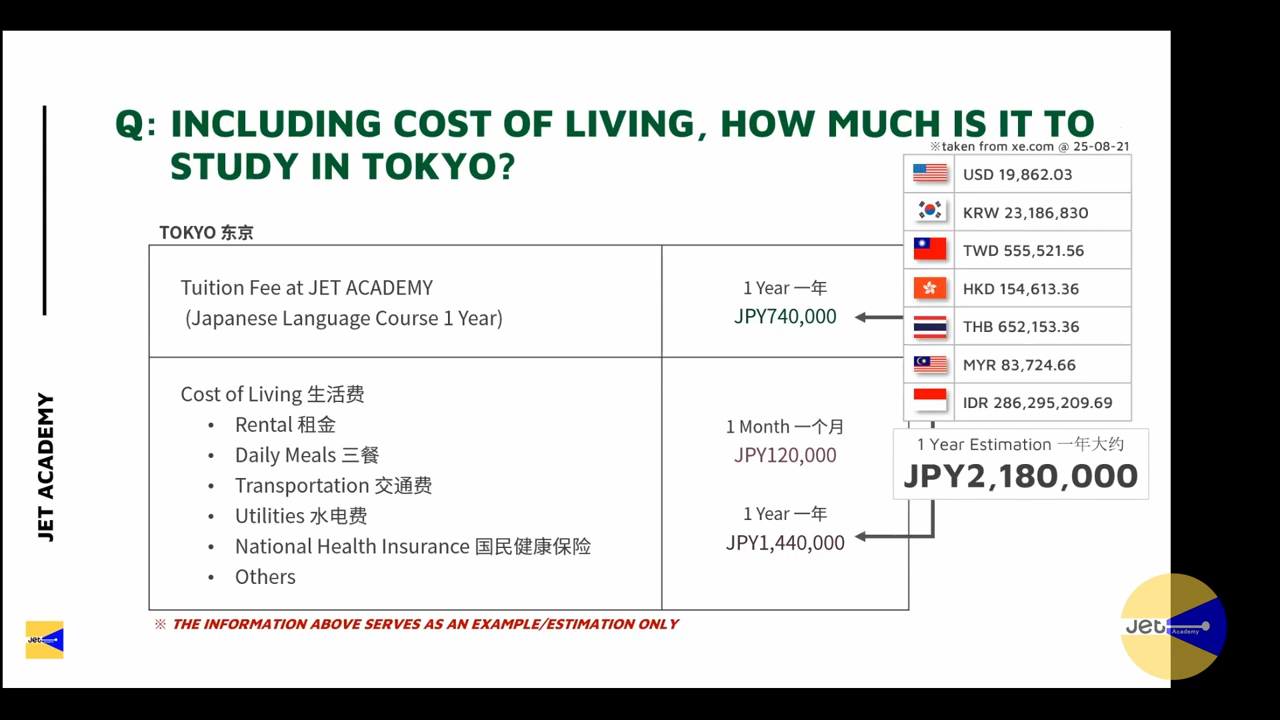 Q: INCLUDING COST OF LIVING, HOW MUCH IS IT TO
STUDY IN TOKYO?
※taken from xe.com @ 25-08-21
USD 19,862.03
KRW 23,186,830
TWD 555,521.56
HKD 154,613.36
THB 652,153.36
MYR 83,724.66
IDR 286,295,209.69
1 Year Estimation 一年大约
JPY2,180,000
TOKYO 东京
Tuition Fee at JET ACADEMY
(Japanese Language Course 1 Year)
1 Year 一年
JPY740,000
Cost of Living 生活费
• Rental 租金
• Daily Meals 三餐
• Transportation 交通费
• Utilities 水电费
• National Health Insurance 国民健康保险
• Others
1 Month 一个月
JPY120,000
1 Year 一年
JPY1,440,000
※ THE INFORMATION ABOVE SERVES AS AN EXAMPLE/ESTIMATION ONLY
JET ACADEMY
Jet
Jet Academy